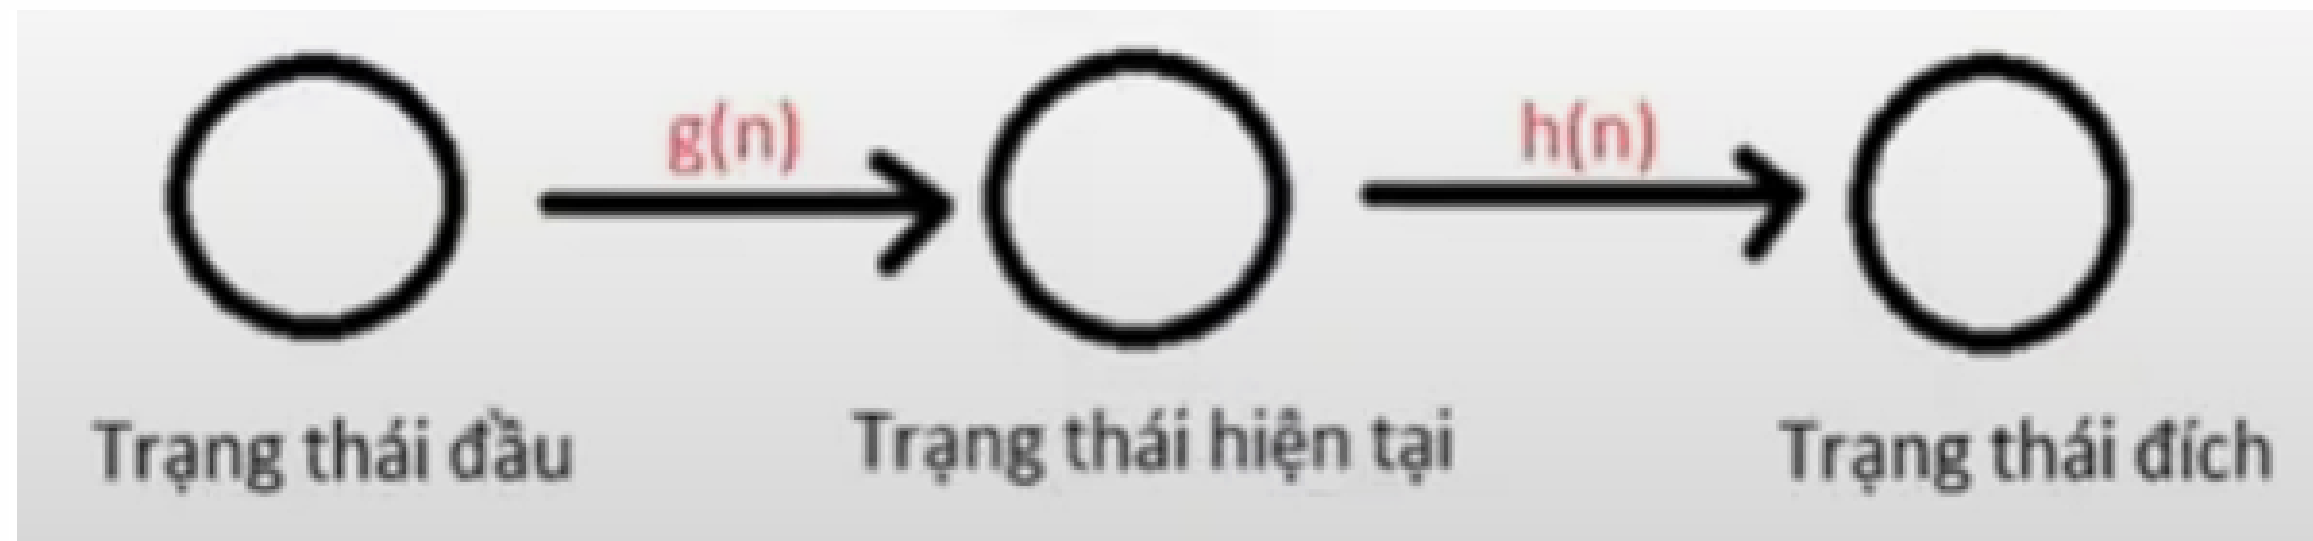 g(n)
h(n)
Trạng thái đầu
Trạng thái hiện tại
Trạng thái đích